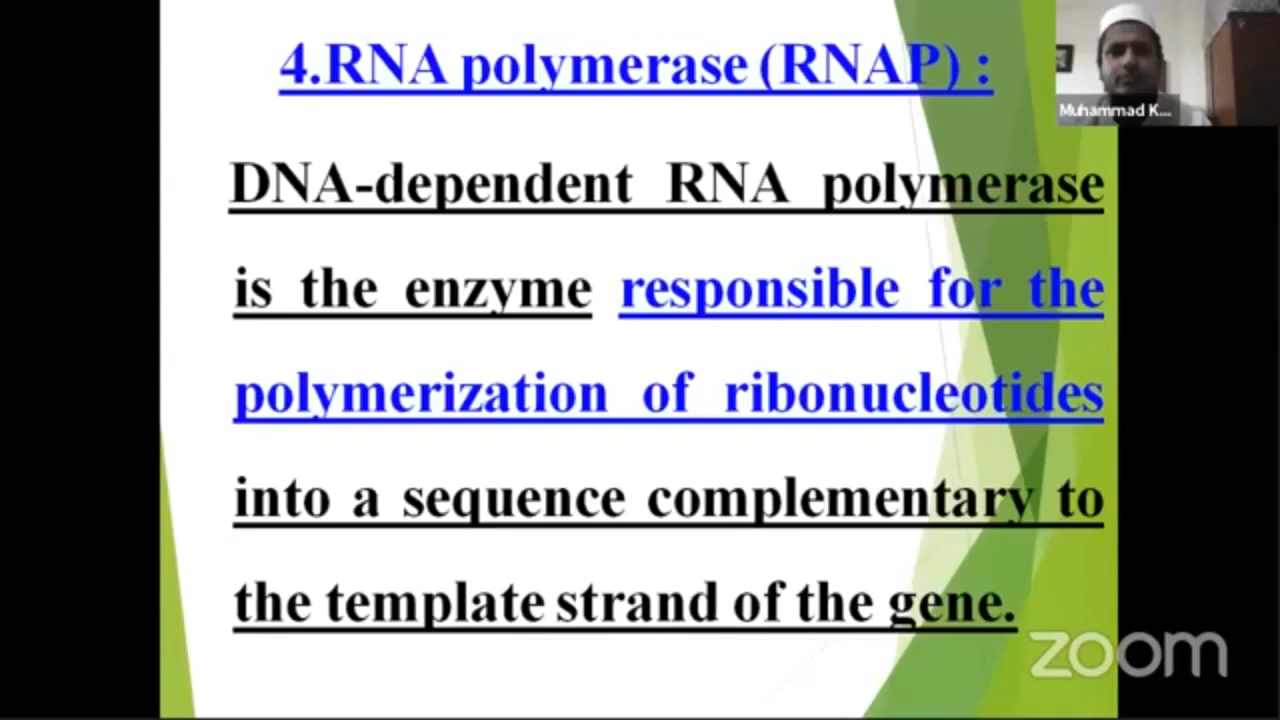 4.RNA polymerase (RNAP) :
Muhammad K...
DNA-dependent RNA polymerase
is the enzyme responsible for the
polymerization of ribonucleotides
into a sequence complementary to
the template strand of the gene.
zoom